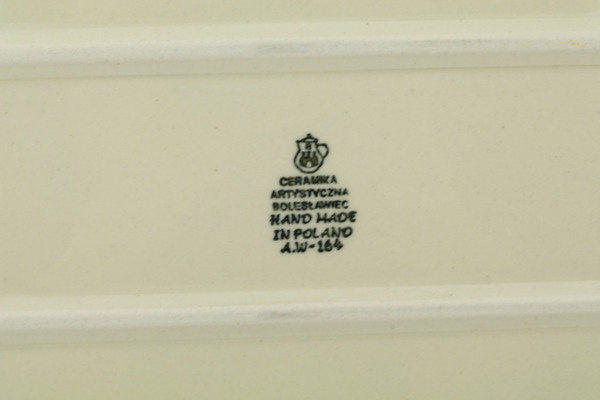 CERAMIKA
ARTYSTYCZNA
BOLESŁAWIEC
HAND MADE
IN POLAND
A.W-164